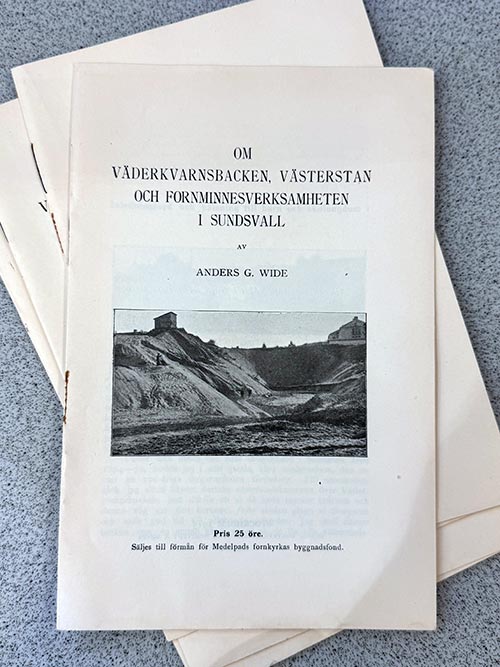 OM
VÄDERKVARNSBACKEN, VÄSTERSTAN
OCH FORNMINNESVERKSAMHETEN
I SUNDSVALL
AV
ANDERS G. WIDE
Pris 25 öre.
Säljes till förmån för Medelpads fornkyrkas byggnadsfond.